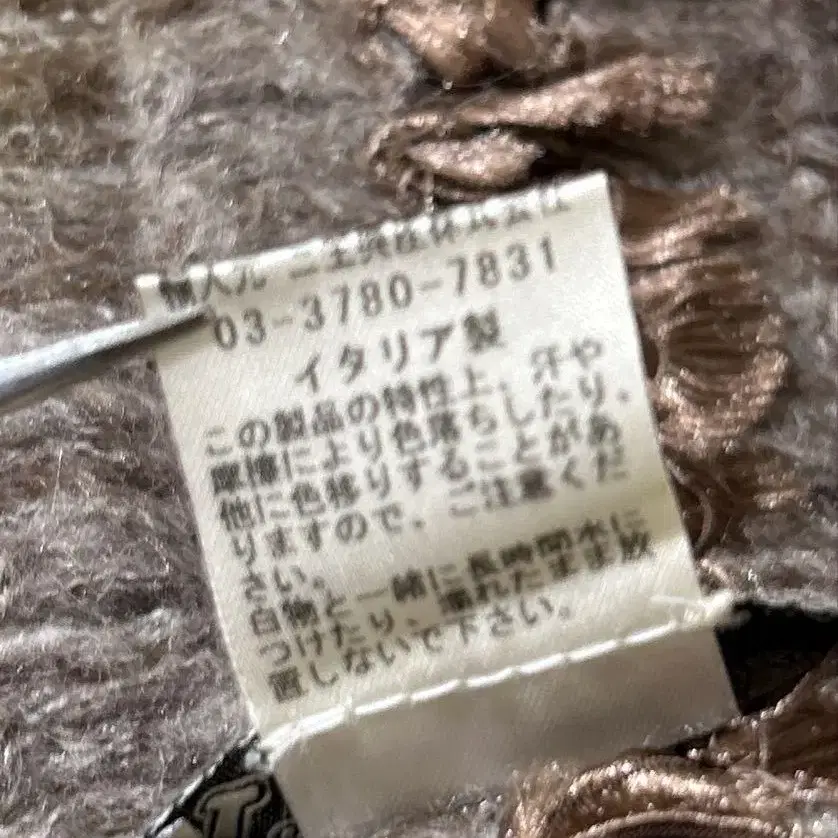 株式会社
03-3780-7831
イタリア製
この製品の特性上、汗や
摩擦により色落ちしたり、
他に色移りすることがあ
りますので、ご注意くだ
さい。
白物と一緒に長時間水に
つけたり、濡れたまま放
置しないで下さい。